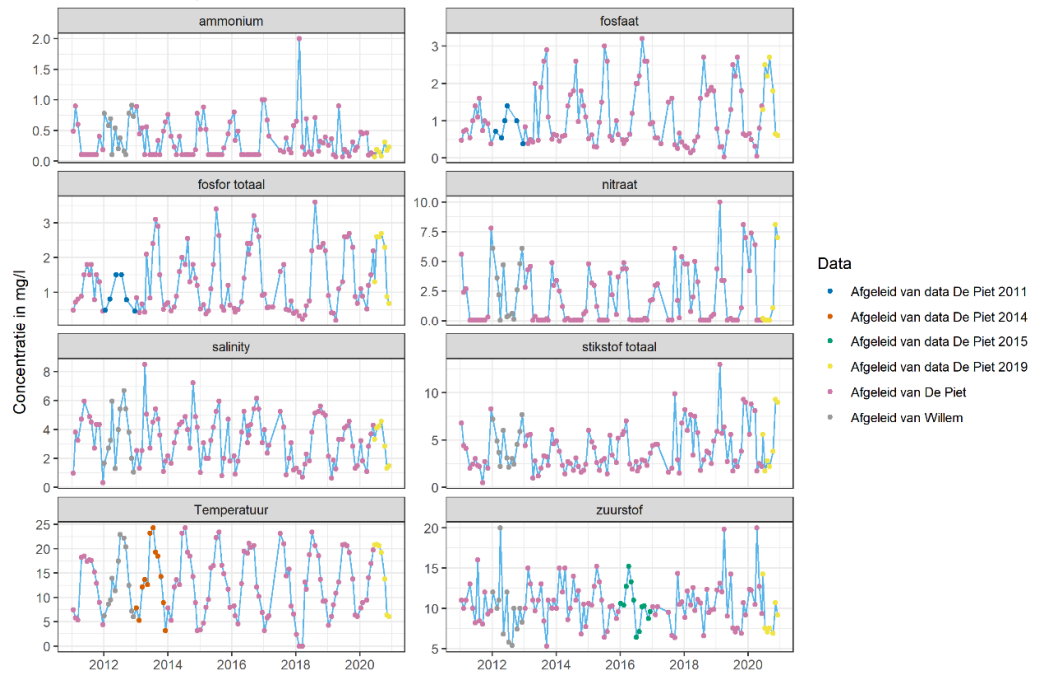 ammonium
fosfaat
2.0
1.5
1.0
0.5
0.0
3
2
1
0
fosfor totaal
nitraat
3
2
1
10.0
7.5
5.0
2.5
0.0
salinity
stikstof totaal
8
6
4
2
0
10
5
0
Temperatuur
zuurstof
25
20
15
10
5
0
20
15
10
5
2012 2014 2016 2018 2020
2012 2014 2016 2018 2020
Concentratie in mg/l
Data
Afgeleid van data De Piet 2011
Afgeleid van data De Piet 2014
Afgeleid van data De Piet 2015
Afgeleid van data De Piet 2019
Afgeleid van De Piet
Afgeleid van Willem